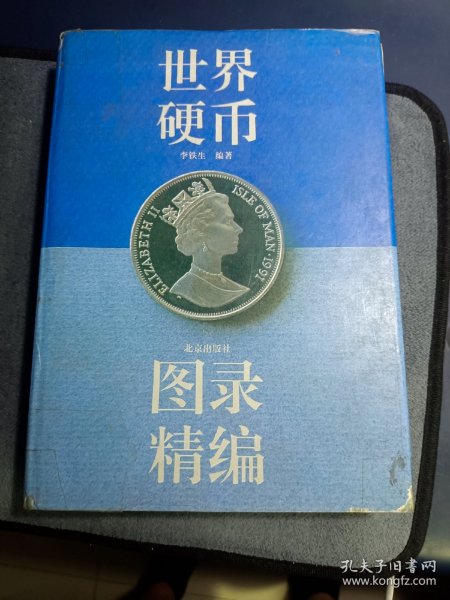 世界
硬币
李铁生 编著
ELIZABETH II
ISLE OF MAN·1991
北京出版社
图录
精编
孔夫子旧书网
www.kongfz.com